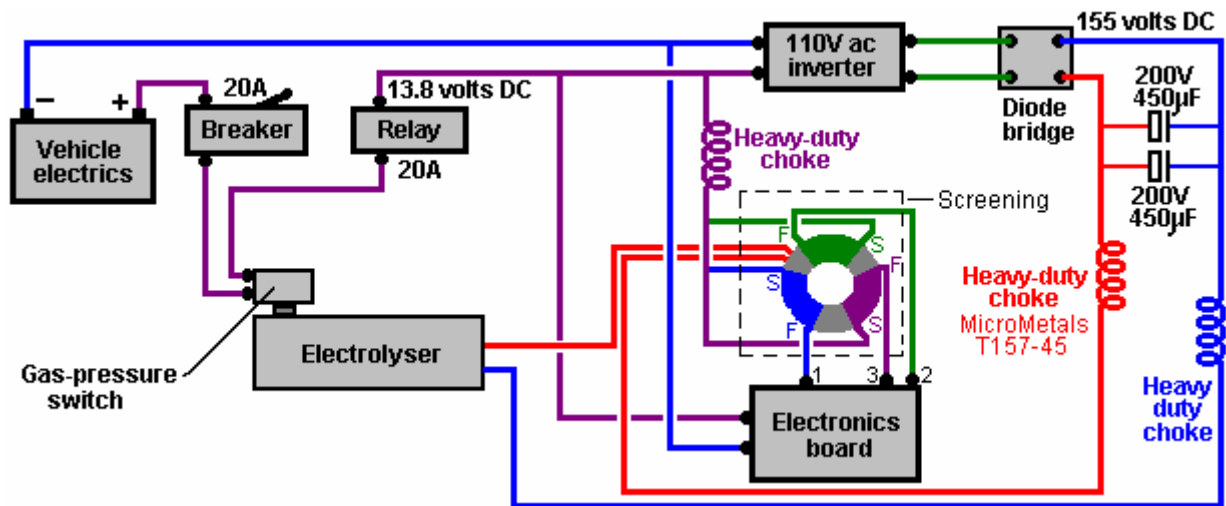 155 volts DC
110V ac
inverter
Diode
bridge
200V
450µF
200V
450µF
−
+
20A
Breaker
13.8 volts DC
Relay
20A
Vehicle
electrics
Heavy-duty
choke
Screening
F
S
F
S
F
S
Heavy-duty
choke
MicroMetals
T157-45
Heavy
duty
choke
Gas-pressure
switch
Electrolyser
1
3
2
Electronics
board